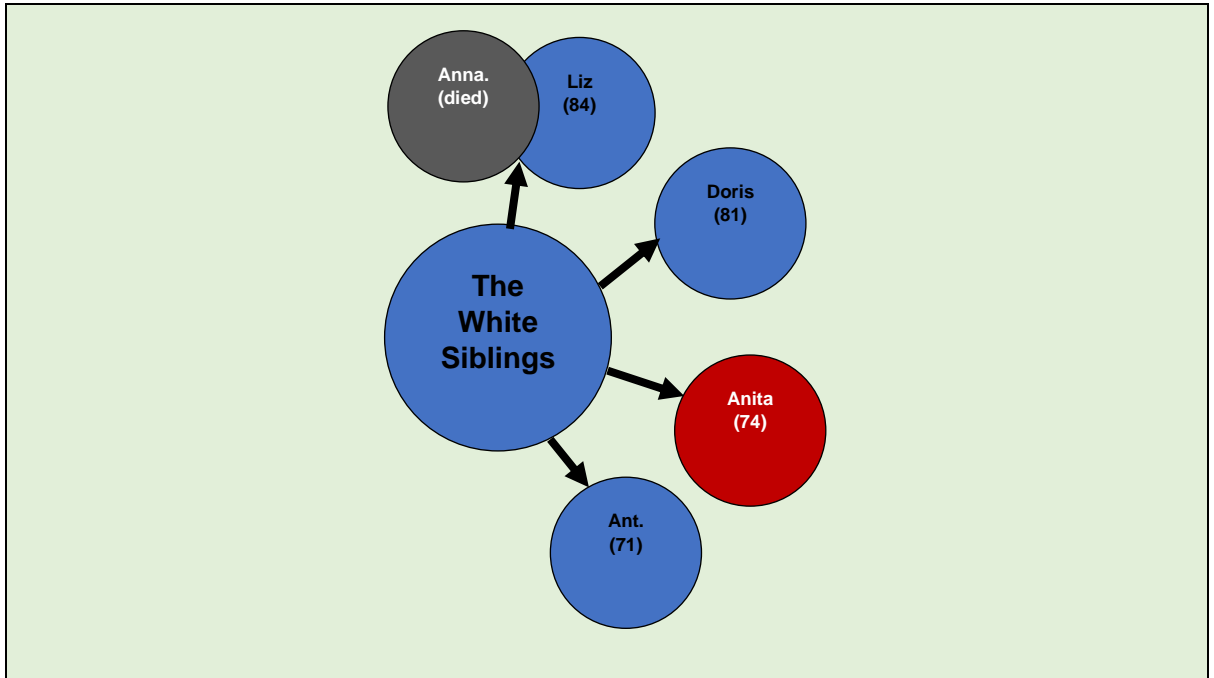 Anna.
(died)
Liz
(84)
Doris
(81)
The
White
Siblings
Anita
(74)
Ant.
(71)